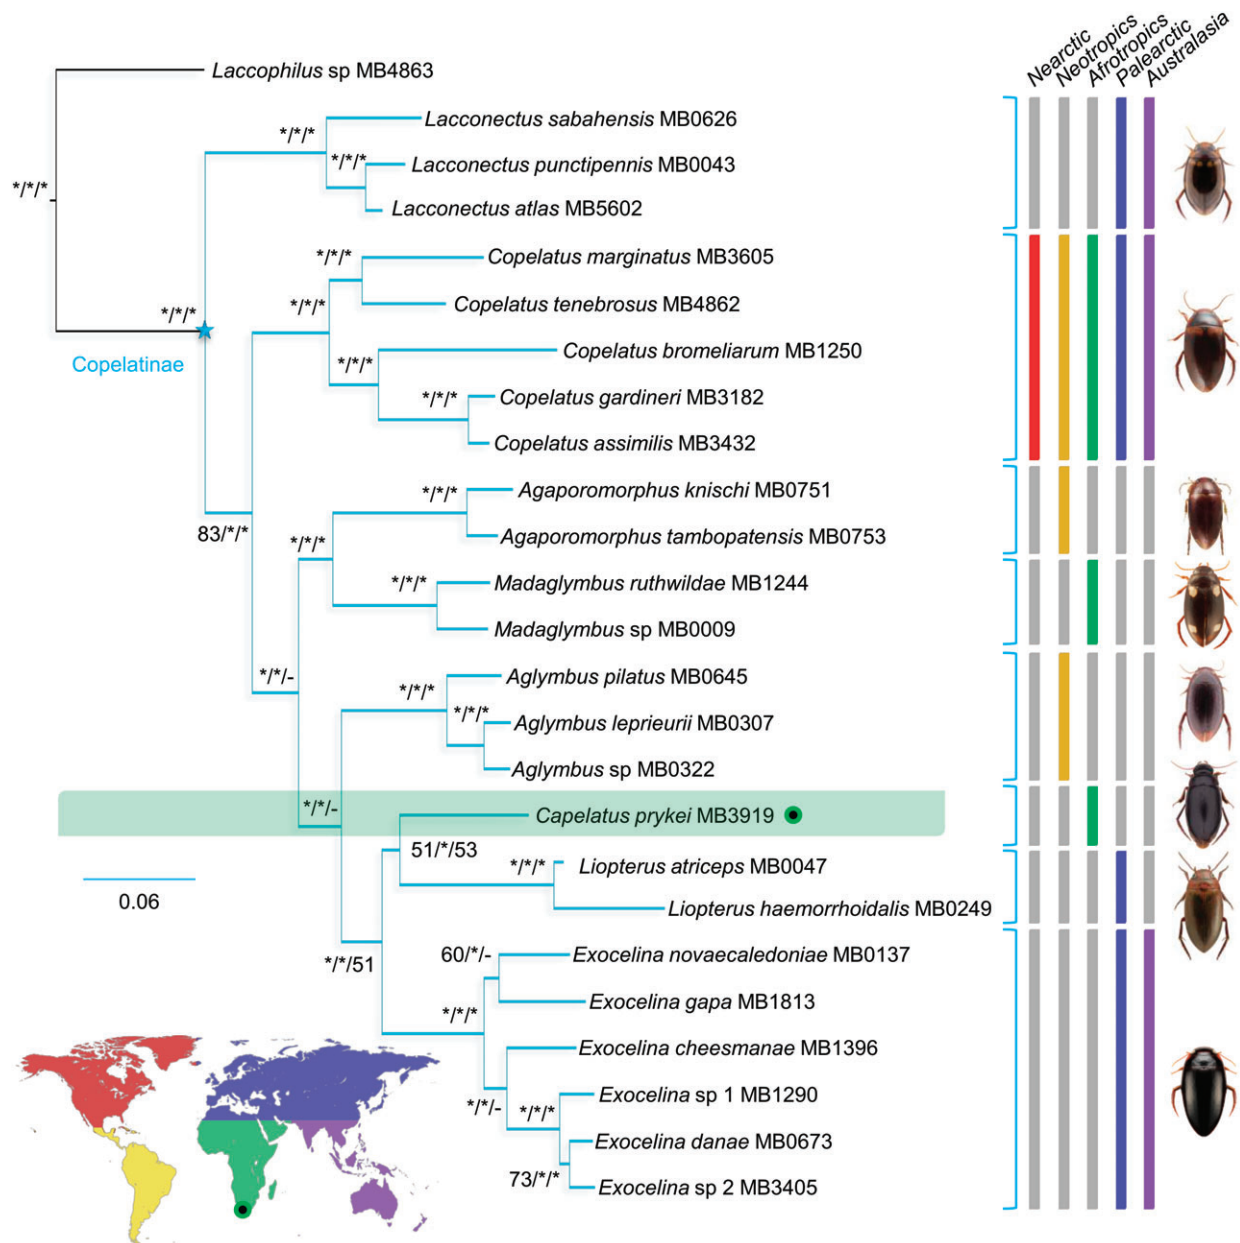 Nearctic
Neotropics
Afrotropics
Palearctic
Australasia
Laccophilus sp MB4863
Lacconectus sabahensis MB0626
*/*/*
*/*/*
Lacconectus punctipennis MB0043
*/*/*
Lacconectus atlas MB5602
*/*/*
Copelatus marginatus MB3605
*/*/*
Copelatus tenebrosus MB4862
*/*/*
Copelatinae
Copelatus bromeliarum MB1250
*/*/*
*/*/*
Copelatus gardineri MB3182
Copelatus assimilis MB3432
*/*/*
Agaporomorphus knischi MB0751
83/*/*
*/*/*
Agaporomorphus tambopatensis MB0753
*/*/*
Madaglymbus ruthwildae MB1244
Madaglymbus sp MB0009
*/*/-
*/*/*
Aglymbus pilatus MB0645
*/*/*
Aglymbus leprieurii MB0307
Aglymbus sp MB0322
*/*/-
Capelatus prykei MB3919
51/*/53
*/*/*
Liopterus atriceps MB0047
0.06
Liopterus haemorrhoidalis MB0249
*/*/51
60/*/-
Exocelina novaecaledoniae MB0137
*/*/*
Exocelina gapa MB1813
Exocelina cheesmanae MB1396
*/*/-
*/*/*
Exocelina sp 1 MB1290
Exocelina danae MB0673
73/*/*
Exocelina sp 2 MB3405